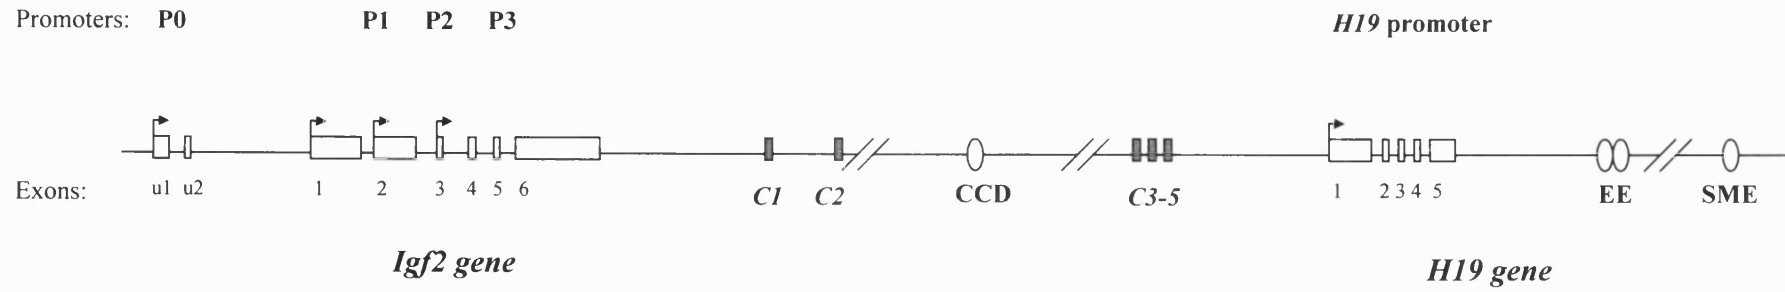 Promoters: P0 P1 P2 P3 H19 promoter
Exons: u1 u2 1 2 3 4 5 6 C1 C2 CCD C3-5 1 2 3 4 5 EE SME
Igf2 gene H19 gene